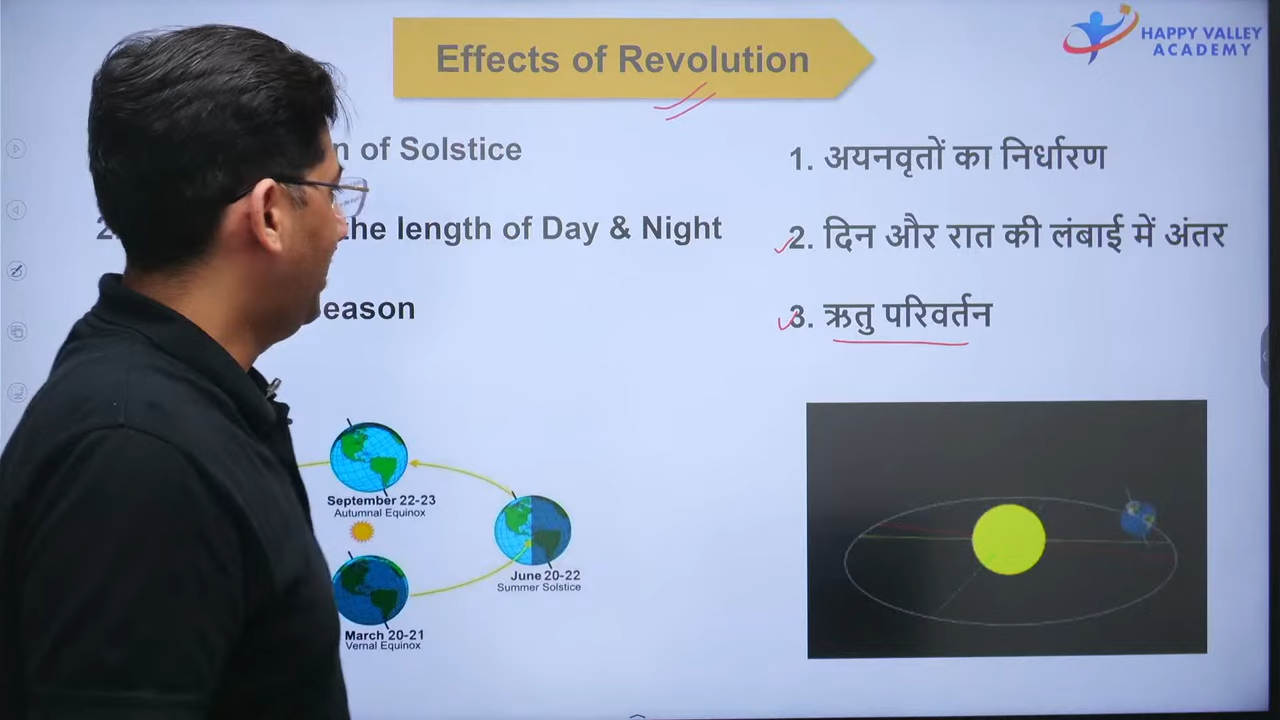 Effects of Revolution
HAPPY VALLEY
ACADEMY
n of Solstice
2.
the length of Day & Night
eason
1. अयनवृतों का निर्धारण
2. दिन और रात की लंबाई में अंतर
3. ऋतु परिवर्तन
September 22-23
Autumnal Equinox
June 20-22
Summer Solstice
March 20-21
Vernal Equinox